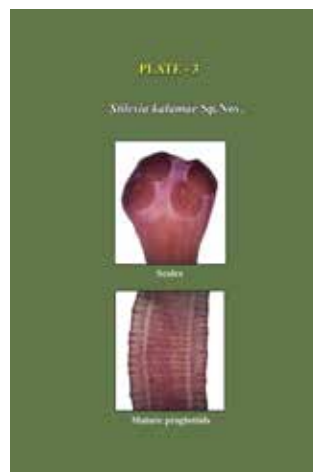 PLATE - 3
Stilesia kalamae Sp. Nov.
Scolex
Mature proglottids